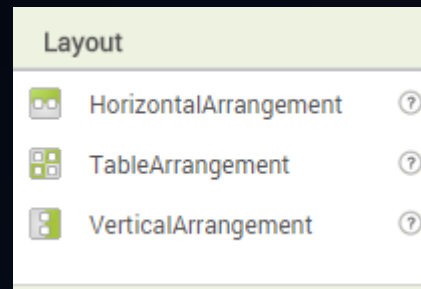 Layout
HorizontalArrangement ?
TableArrangement ?
VerticalArrangement ?